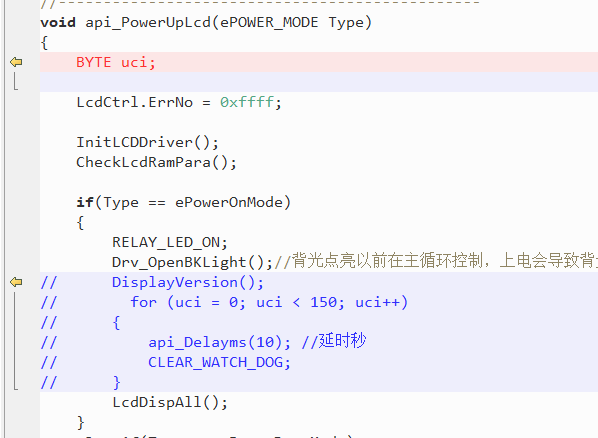 //-----------------------------------------------
void api_PowerUpLcd(ePOWER_MODE Type)
{
    BYTE uci;

    LcdCtrl.ErrNo = 0xffff;

    InitLCDDriver();
    CheckLcdRamPara();

    if(Type == ePowerOnMode)
    {
        RELAY_LED_ON;
        Drv_OpenBKLight();//背光点亮以前在主循环控制，上电会导致背
//      DisplayVersion();
//        for (uci = 0; uci < 150; uci++)
//      {
//          api_Delayms(10); //延时秒
//          CLEAR_WATCH_DOG;
//      }
        LcdDispAll();
    }